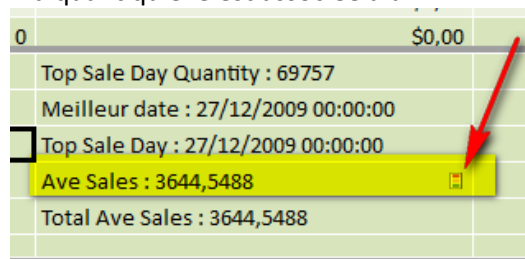 0 $0,00
Top Sale Day Quantity : 69757
Meilleur date : 27/12/2009 00:00:00
Top Sale Day : 27/12/2009 00:00:00
Ave Sales : 3644,5488
Total Ave Sales : 3644,5488